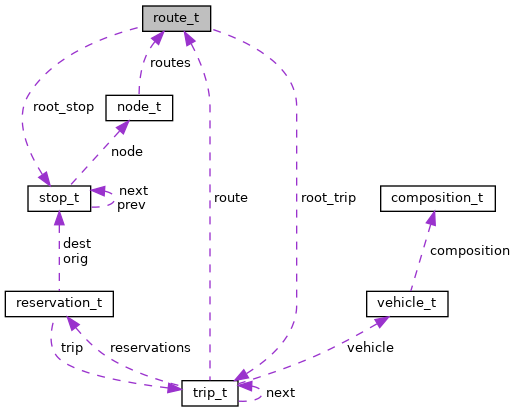 route_t
routes
root_stop
node_t
node
stop_t
next
prev
route
root_trip
composition_t
dest
orig
composition
reservation_t
vehicle_t
trip
reservations
vehicle
trip_t
next